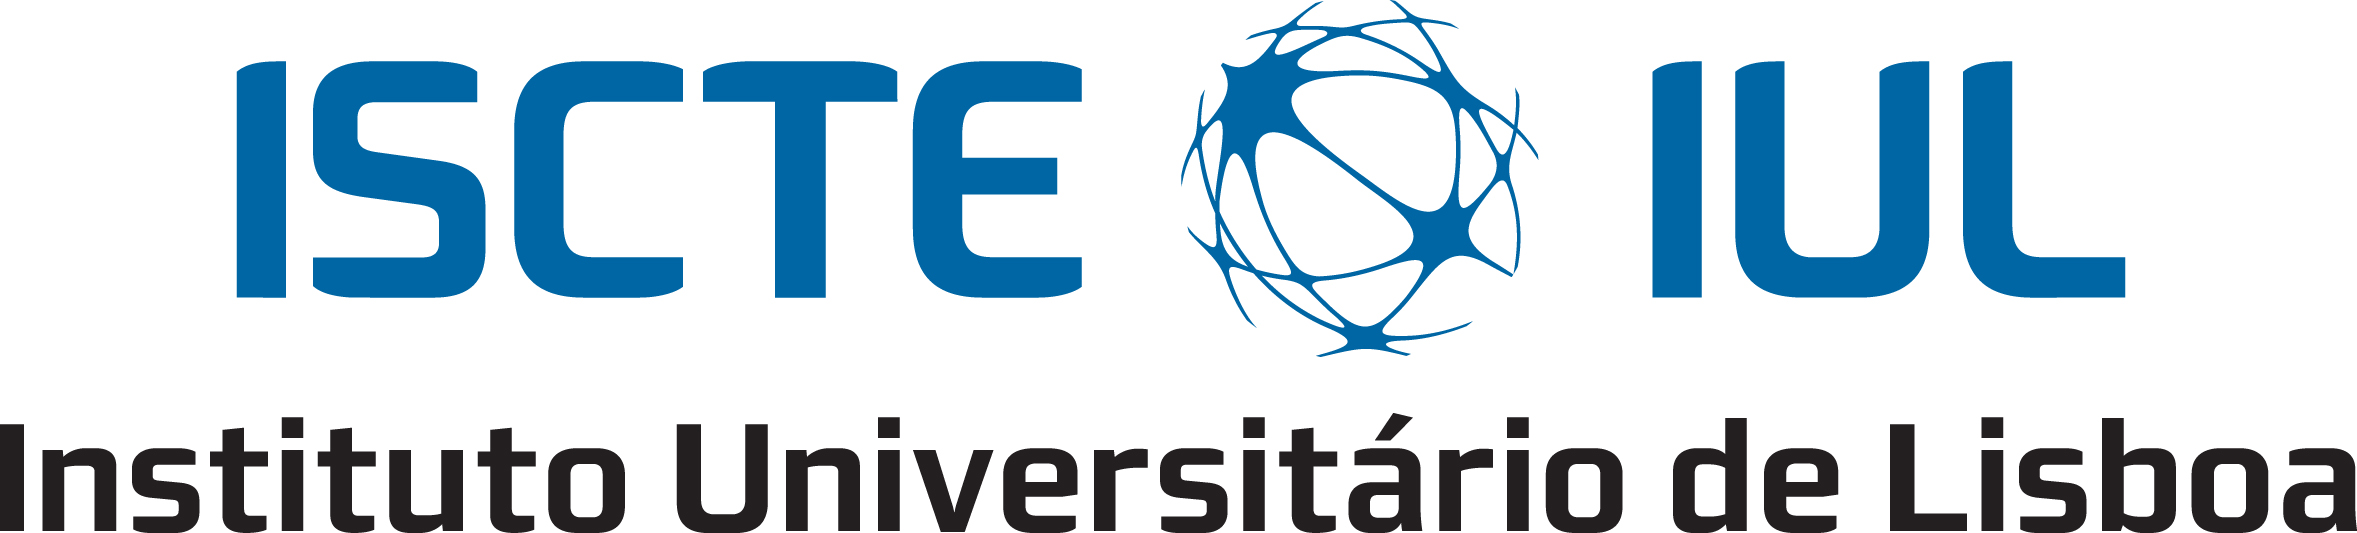 ISCTE IUL
Instituto Universitário de Lisboa